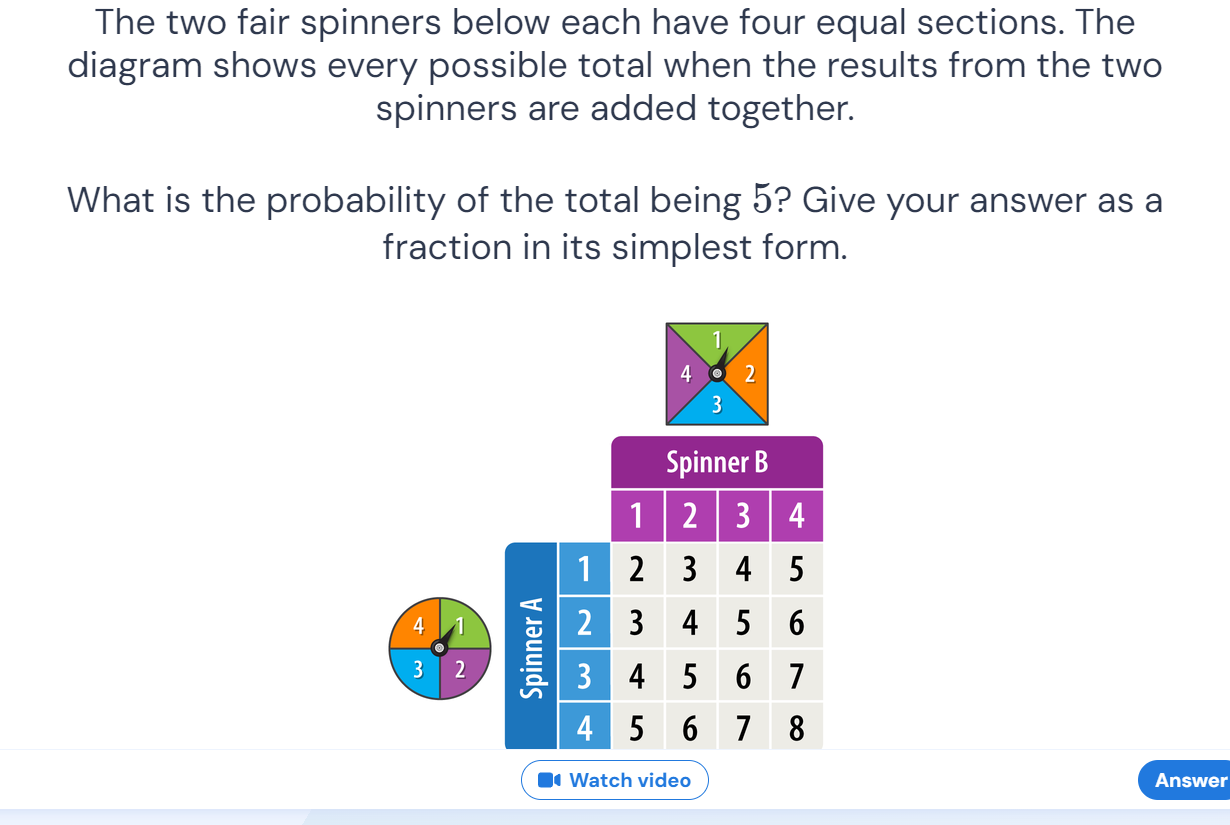 The two fair spinners below each have four equal sections. The
diagram shows every possible total when the results from the two
spinners are added together.
What is the probability of the total being 5? Give your answer as a
fraction in its simplest form.
1
4 2
3
Spinner B
1 2 3 4
Spinner A
1 2 3 4 5
2 3 4 5 6
3 4 5 6 7
4 5 6 7 8
4 1
3 2
Watch video
Answer